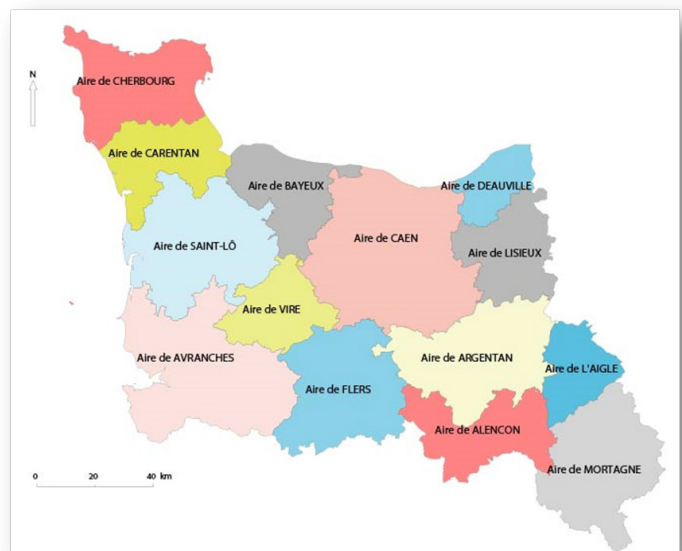 N
Aire de CHERBOURG
Aire de CARENTAN
Aire de BAYEUX
Aire de DEAUVILLE
Aire de SAINT-LÔ
Aire de CAEN
Aire de LISIEUX
Aire de VIRE
Aire de AVRANCHES
Aire de ARGENTAN
Aire de L'AIGLE
Aire de FLERS
Aire de ALENCON
Aire de MORTAGNE
0 20 40 km